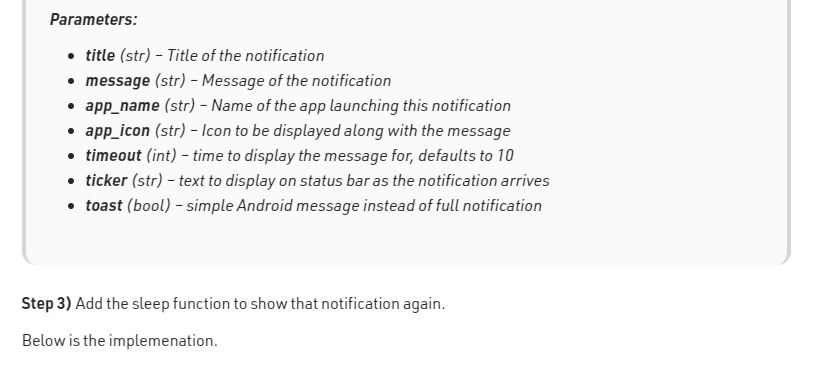 Parameters:
• title (str) – Title of the notification
• message (str) – Message of the notification
• app_name (str) – Name of the app launching this notification
• app_icon (str) – Icon to be displayed along with the message
• timeout (int) – time to display the message for, defaults to 10
• ticker (str) – text to display on status bar as the notification arrives
• toast (bool) – simple Android message instead of full notification
Step 3) Add the sleep function to show that notification again.
Below is the implemenation.